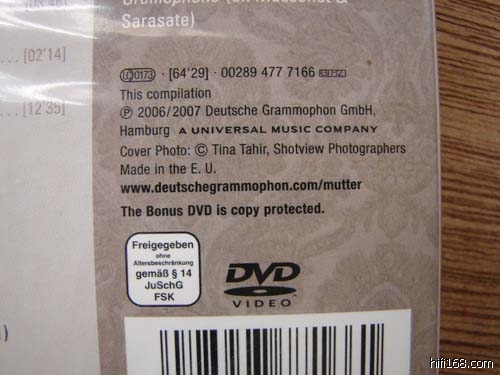 Sarasate)
[02'14]
[12'35]
LC0173 · [64'29] · 00289 477 7166 GH2
This compilation
℗ 2006/2007 Deutsche Grammophon GmbH,
Hamburg A UNIVERSAL MUSIC COMPANY
Cover Photo: © Tina Tahir, Shotview Photographers
Made in the E. U.
www.deutschegrammophon.com/mutter
The Bonus DVD is copy protected.
Freigegeben
ohne
Altersbeschränkung
gemäß § 14
JuSchG
FSK
DVD
VIDEO
)
hifi168.com